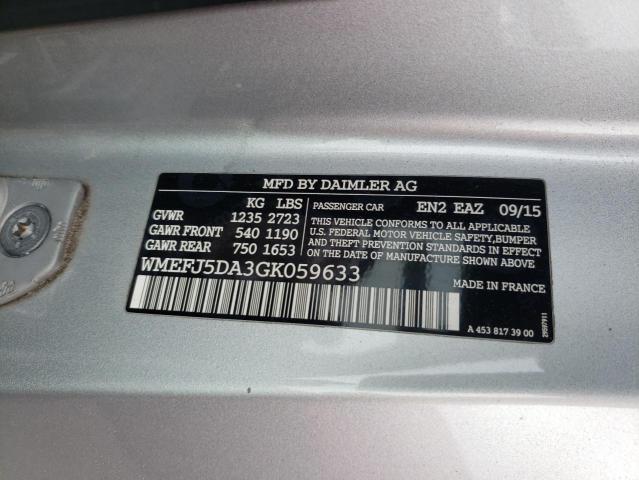 MFD BY DAIMLER AG
KG LBS
GVWR 1235 2723
GAWR FRONT 540 1190
GAWR REAR 750 1653
PASSENGER CAR EN2 EAZ 09/15
THIS VEHICLE CONFORMS TO ALL APPLICABLE
U.S. FEDERAL MOTOR VEHICLE SAFETY,BUMPER
AND THEFT PREVENTION STANDARDS IN EFFECT
ON THE DATE OF MANUFACTURE SHOWN ABOVE.
WMEFJ5DA3GK059633
MADE IN FRANCE
A 453 817 39 00